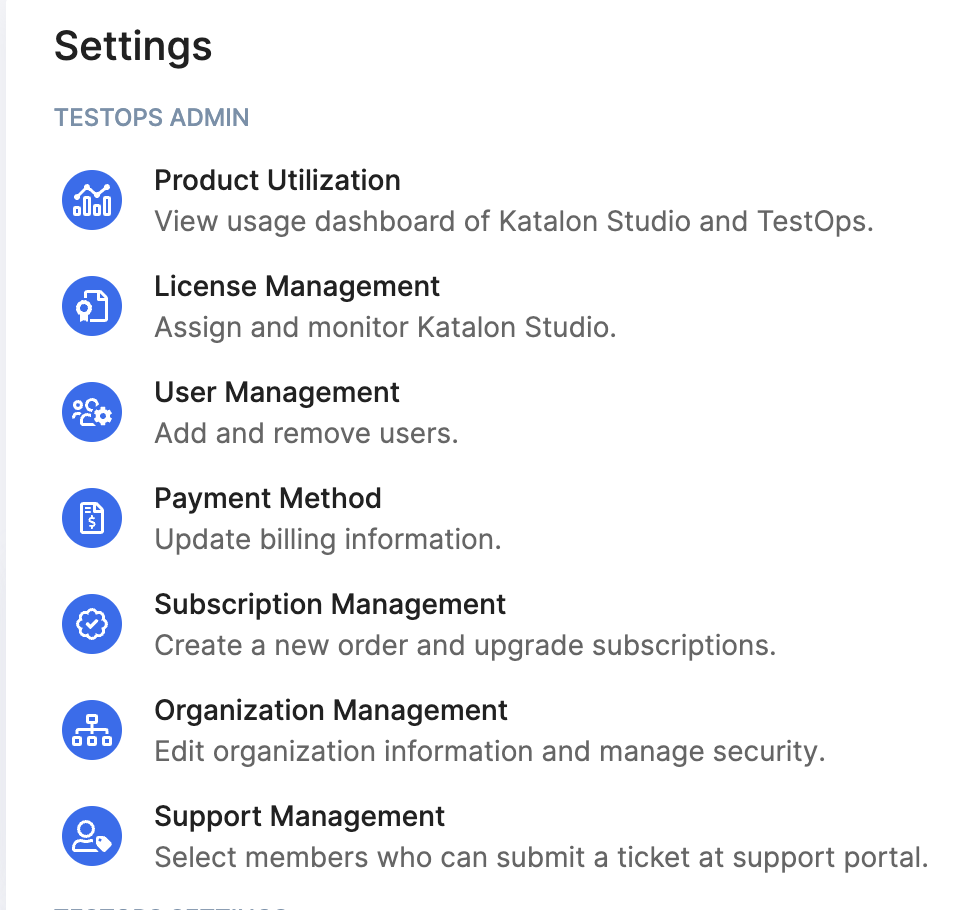 Settings
TESTOPS ADMIN
Product Utilization
View usage dashboard of Katalon Studio and TestOps.
License Management
Assign and monitor Katalon Studio.
User Management
Add and remove users.
Payment Method
Update billing information.
Subscription Management
Create a new order and upgrade subscriptions.
Organization Management
Edit organization information and manage security.
Support Management
Select members who can submit a ticket at support portal.